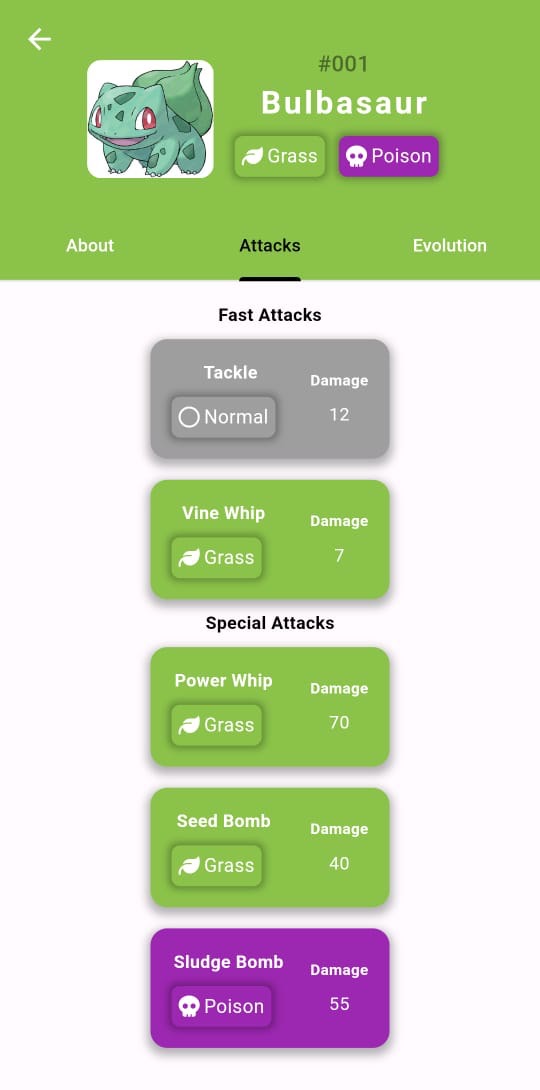 #001
Bulbasaur
Grass Poison
About Attacks Evolution
Fast Attacks
Tackle
Damage
Normal
12
Vine Whip
Damage
Grass
7
Special Attacks
Power Whip
Damage
Grass
70
Seed Bomb
Damage
Grass
40
Sludge Bomb
Damage
Poison
55